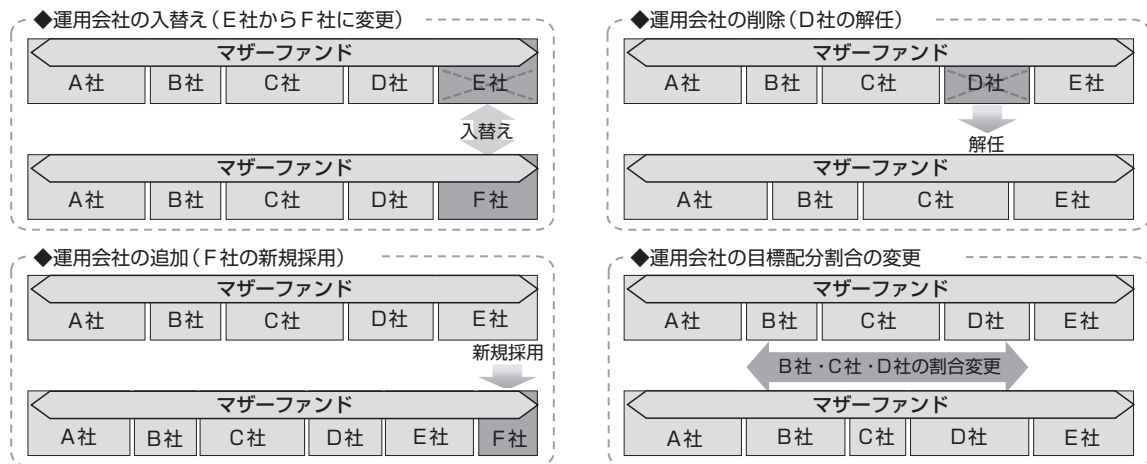 ◆運用会社の入替え(E社からF社に変更)
マザーファンド
A社 B社 C社 D社 E社
入替え
マザーファンド
A社 B社 C社 D社 F社
◆運用会社の削除(D社の解任)
マザーファンド
A社 B社 C社 D社 E社
解任
マザーファンド
A社 B社 C社 E社
◆運用会社の追加(F社の新規採用)
マザーファンド
A社 B社 C社 D社 E社
新規採用
マザーファンド
A社 B社 C社 D社 E社 F社
◆運用会社の目標配分割合の変更
マザーファンド
A社 B社 C社 D社 E社
B社・C社・D社の割合変更
マザーファンド
A社 B社 C社 D社 E社